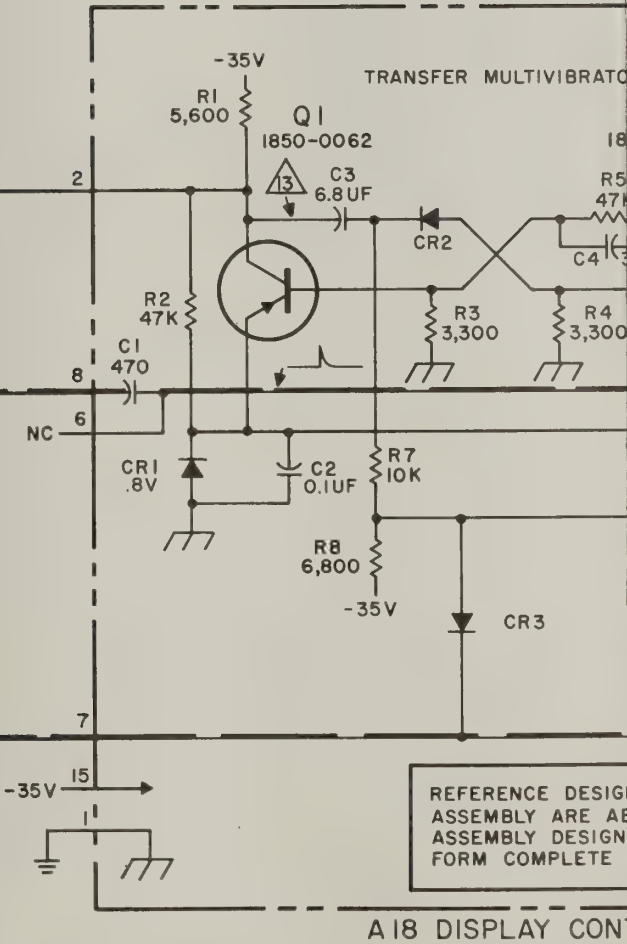 -35V
TRANSFER MULTIVIBRATO
R1
5,600
Q1
1850-0062
18
2
13
C3
6.8UF
R5
47K
CR2
C4
R2
47K
R3
3,300
R4
3,300
C1
470
8
6
NC
CR1
.8V
C2
0.1UF
R7
10K
R8
6,800
-35V
CR3
7
-35V
15
1
REFERENCE DESIG
ASSEMBLY ARE AB
ASSEMBLY DESIGN
FORM COMPLETE
A18 DISPLAY CON